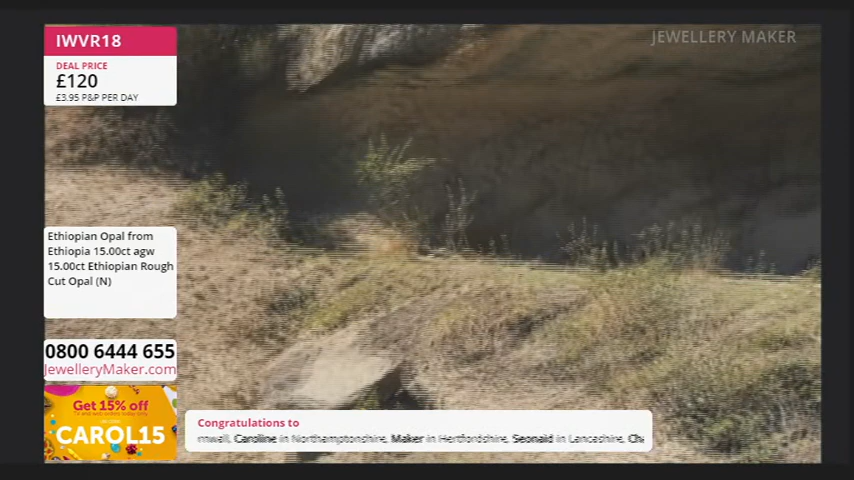 IWVR18
JEWELLERY MAKER
DEAL PRICE
£120
£3.95 P&P PER DAY
Ethiopian Opal from
Ethiopia 15.00ct agw
15.00ct Ethiopian Rough
Cut Opal (N)
0800 6444 655
JewelleryMaker.com
Get 15% off
CAROL15
Congratulations to
Caroline in Northamptonshire, Maker in Hertfordshire, Seonaid in Lancashire,